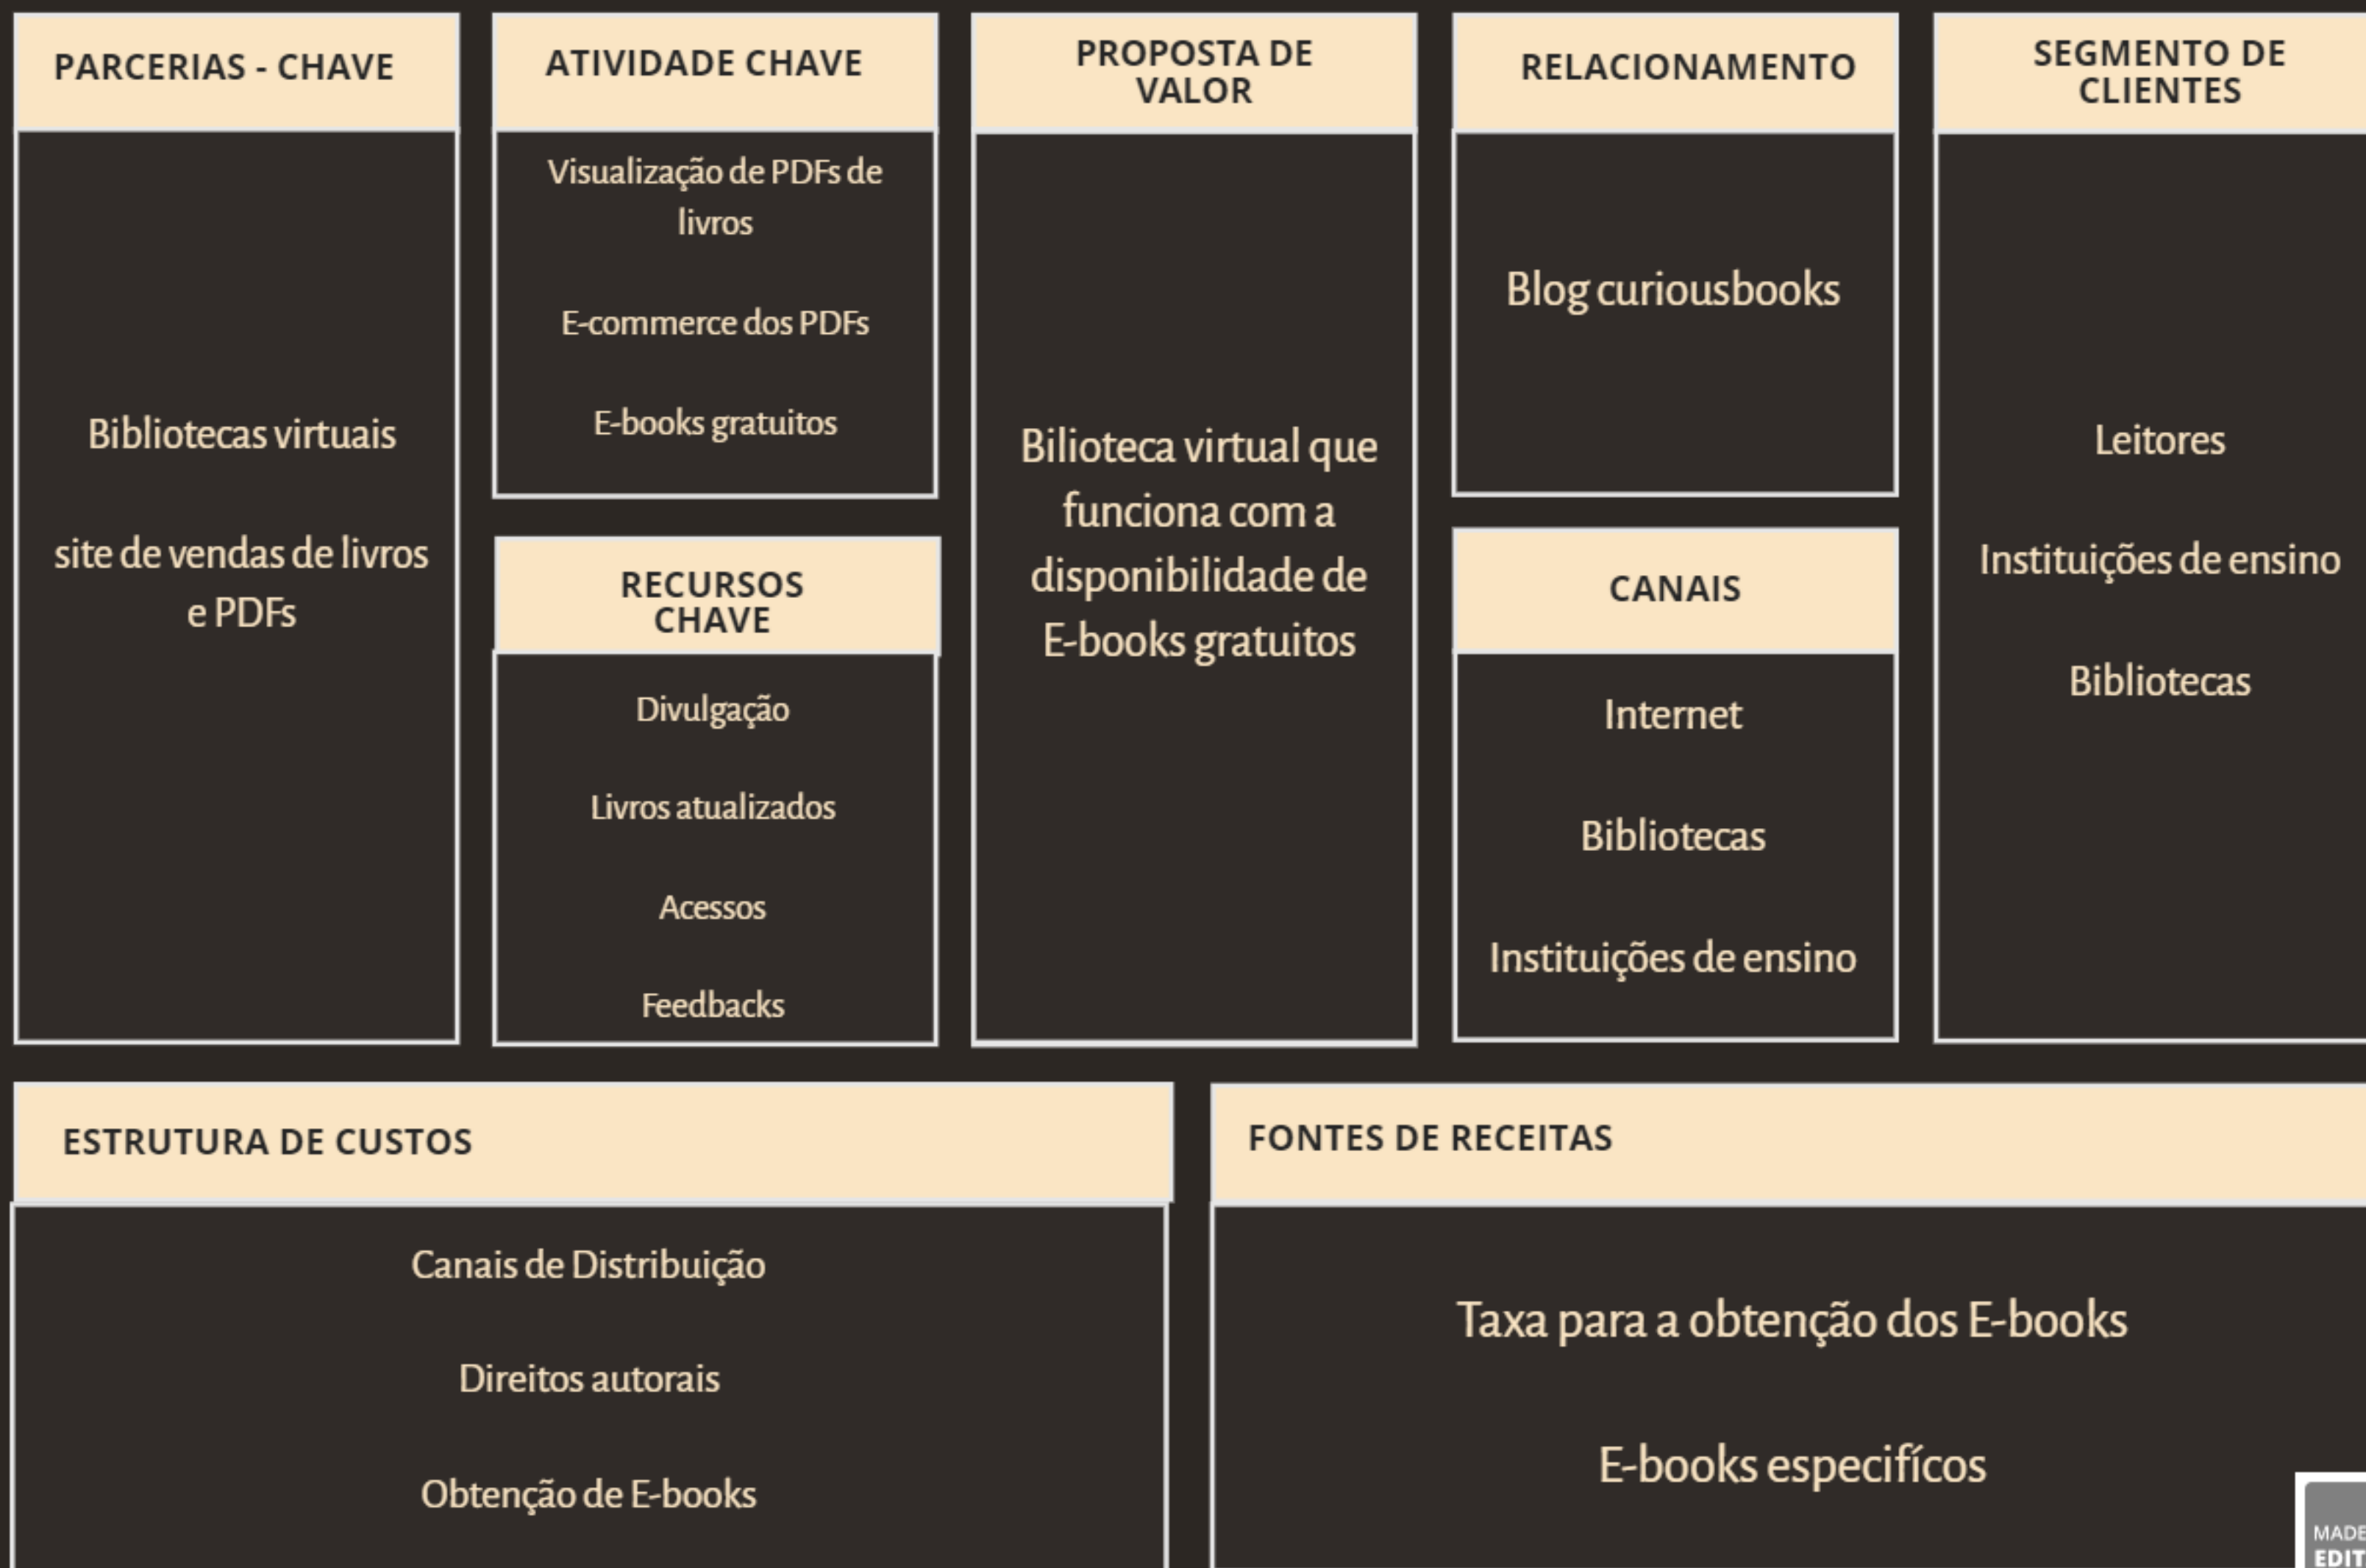 PARCERIAS - CHAVE
Bibliotecas virtuais
site de vendas de livros
e PDFs
ATIVIDADE CHAVE
Visualização de PDFs de
livros
E-commerce dos PDFs
E-books gratuitos
RECURSOS
CHAVE
Divulgação
Livros atualizados
Acessos
Feedbacks
PROPOSTA DE
VALOR
Bilioteca virtual que
funciona com a
disponibilidade de
E-books gratuitos
RELACIONAMENTO
Blog curiousbooks
CANAIS
Internet
Bibliotecas
Instituições de ensino
SEGMENTO DE
CLIENTES
Leitores
Instituições de ensino
Bibliotecas
ESTRUTURA DE CUSTOS
Canais de Distribuição
Direitos autorais
Obtenção de E-books
FONTES DE RECEITAS
Taxa para a obtenção dos E-books
E-books especifícos
MADE
EDIT